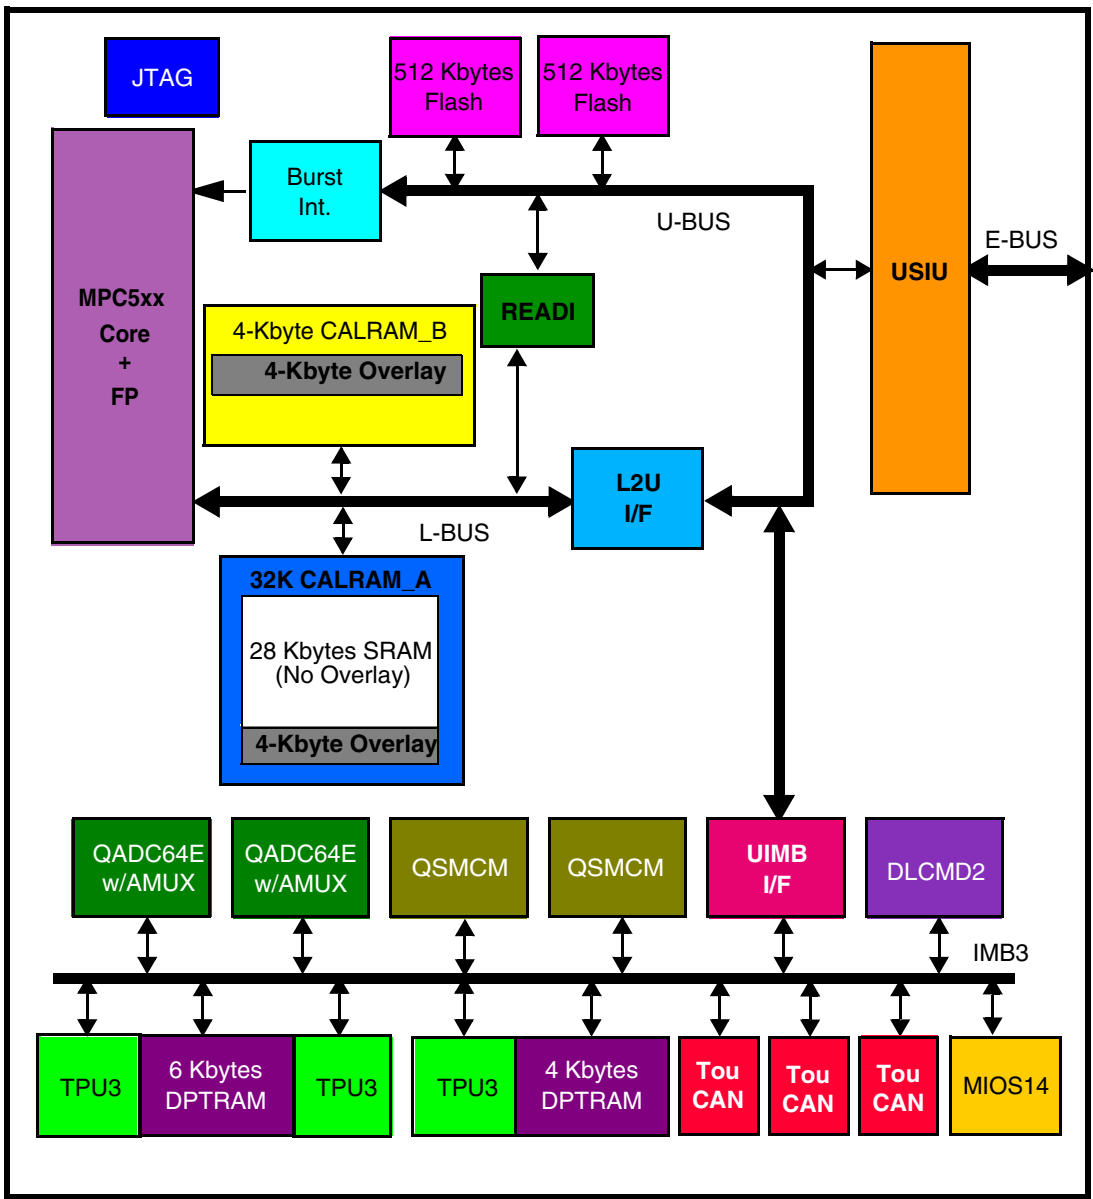 JTAG
512 Kbytes
Flash
512 Kbytes
Flash
Burst
Int.
U-BUS
E-BUS
USIU
MPC5xx
Core
+
FP
READI
4-Kbyte CALRAM_B
4-Kbyte Overlay
L2U
I/F
L-BUS
32K CALRAM_A
28 Kbytes SRAM
(No Overlay)
4-Kbyte Overlay
QADC64E
w/AMUX
QADC64E
w/AMUX
QSMCM
QSMCM
UIMB
I/F
DLCMD2
IMB3
TPU3
6 Kbytes
DPTRAM
TPU3
TPU3
4 Kbytes
DPTRAM
Tou
CAN
Tou
CAN
Tou
CAN
MIOS14